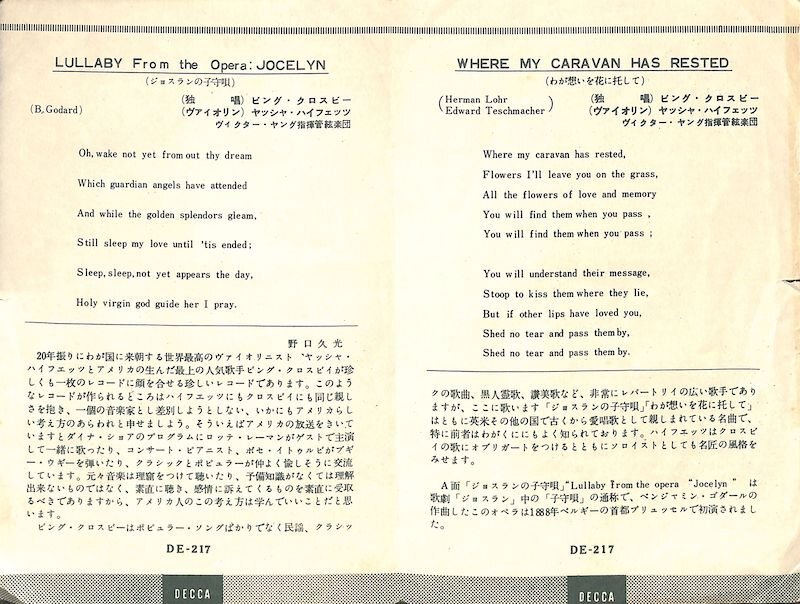 LULLABY From the Opera: JOCELYN
(ジョスランの子守唄)
(B. Godard)
(独　唱) ビング・クロスビー
(ヴァイオリン) ヤッシャ・ハイフェッツ
ヴィクター・ヤング指揮管絃楽団
Oh, wake not yet from out thy dream
Which guardian angels have attended
And while the golden splendors gleam,
Still sleep my love until 'tis ended;
Sleep, sleep, not yet appears the day,
Holy virgin god guide her I pray.
野口久光
20年振りにわが国に来朝する世界最高のヴァイオリニスト ヤッシャ・
ハイフェッツとアメリカの生んだ最上の人気歌手ビング・クロスビイが珍
しくも一枚のレコードに顔を合せる珍しいレコードであります。このよう
なレコードが作られるところはハイフェッツにもクロスビイにも同じ親し
さを抱き、一個の音楽家とし差別しようとしない、いかにもアメリカらし
い考え方のあらわれと申せましょう。そういえばアメリカの放送をきいて
いますとダイナ・ショアのプログラムにロッテ・レーマンがゲストで主演
して一緒に歌ったり、コンサート・ピアニスト、ホセ・イトゥルビがブギ
ー・ウギーを弾いたり、クラシックとポピュラーが仲よく愉しそうに交流
しています。元々音楽は理窟をつけて聴いたり、予備知識がなくては理解
出来ないものではなく、素直に聴き、感情に訴えてくるものを素直に受取
るべきでありますから、アメリカ人のこの考え方は学んでいいことだと思
います。
ビング・クロスビーはポピュラー・ソングばかりでなく民謡、クラシッ
DE-217
DECCA
WHERE MY CARAVAN HAS RESTED
(わが想いを花に托して)
(Herman Lohr
Edward Teschmacher)
(独　唱) ビング・クロスビー
(ヴァイオリン) ヤッシャ・ハイフェッツ
ヴィクター・ヤング指揮管絃楽団
Where my caravan has rested,
Flowers I'll leave you on the grass,
All the flowers of love and memory
You will find them when you pass ,
You will find them when you pass ;
You will understand their message,
Stoop to kiss them where they lie,
But if other lips have loved you,
Shed no tear and pass them by,
Shed no tear and pass them by.
クの歌曲、黒人霊歌、讃美歌など、非常にレパートリイの広い歌手であり
ますが、ここに歌います「ジョスランの子守唄」「わが想いを花に托して」
はともに英米その他の国で古くから愛唱歌として親しまれている名曲で、
特に前者はわがくににもよく知られております。ハイフェッツはクロスビ
イの歌にオブリガートをつけるとともにソロイストとしても名匠の風格を
みせます。
A面「ジョスランの子守唄」"Lullaby from the opera "Jocelyn" は
歌劇「ジョスラン」中の「子守唄」の通称で、ベンジャミン・ゴダールの
作曲したこのオペラは1888年ベルギーの首都ブリュッセルで初演されまし
た。
DE-217
DECCA